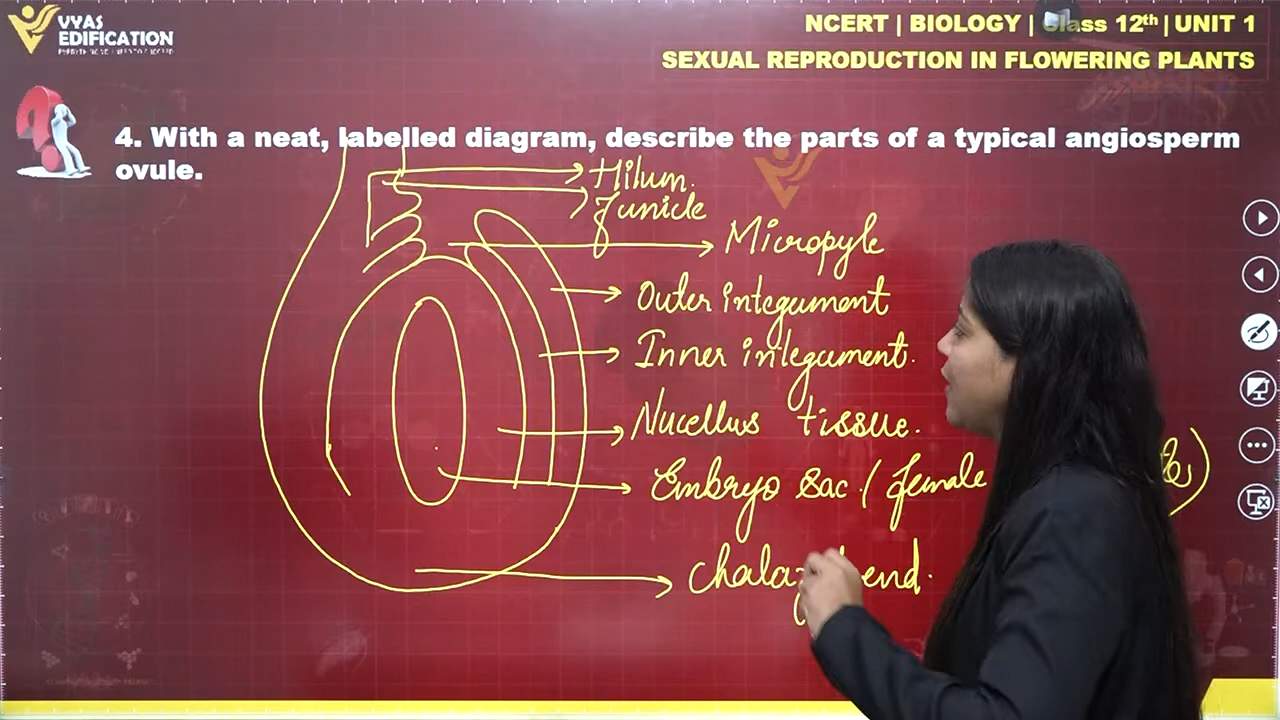 VYAS
EDIFICATION
NCERT | BIOLOGY | Class 12th | UNIT 1
SEXUAL REPRODUCTION IN FLOWERING PLANTS
4. With a neat, labelled diagram, describe the parts of a typical angiosperm
ovule.
Hilum.
Funicle
Micropyle
Outer integument
Inner integument.
Nucellus tissue.
Embryo sac. (female
end.